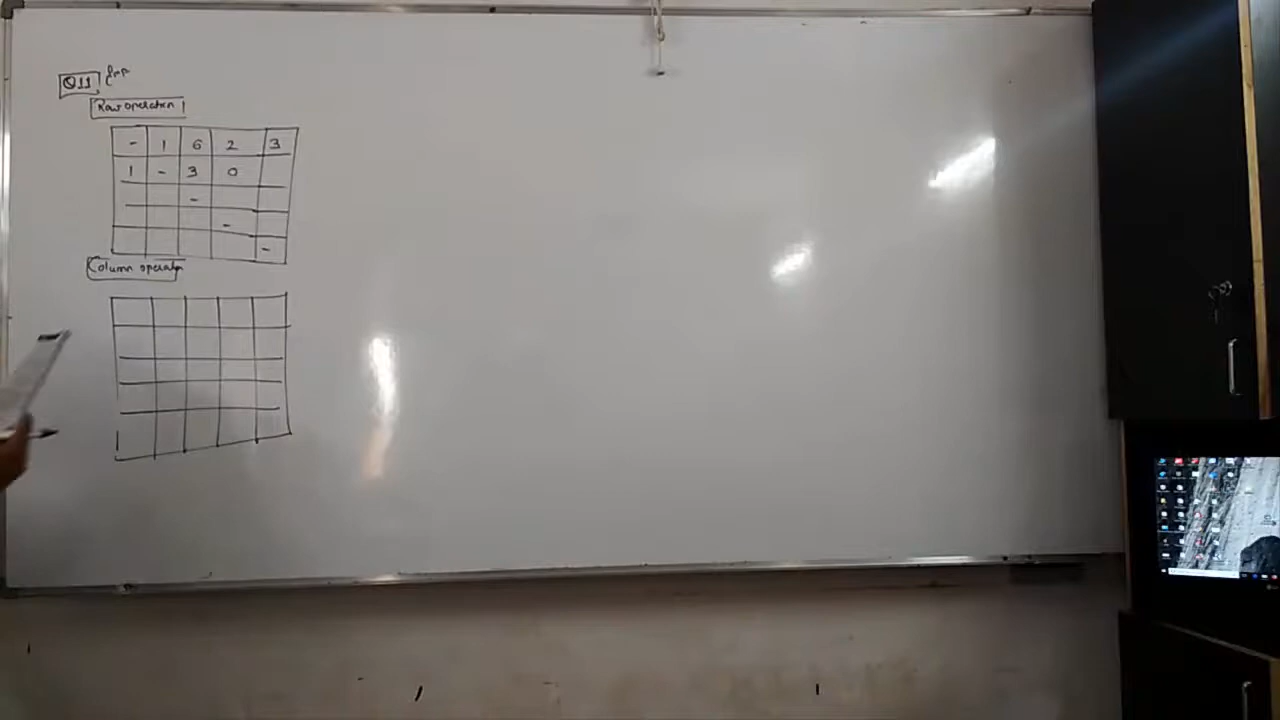 Q11
Row operation
- 1 6 2 3
1 - 3 0
-
-
-
Column operation